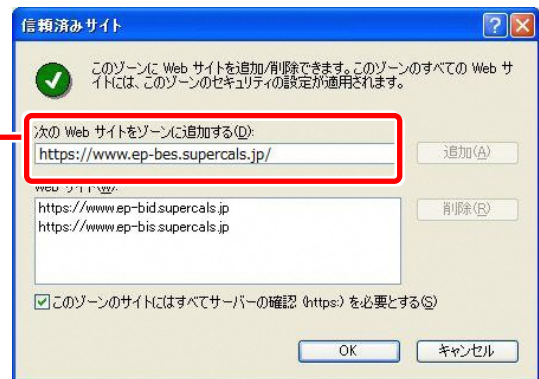 信頼済みサイト
このゾーンに Web サイトを追加/削除できます。このゾーンのすべての Web サ
イトには、このゾーンのセキュリティの設定が適用されます。
次の Web サイトをゾーンに追加する(D):
https://www.ep-bes.supercals.jp/
追加(A)
Web サイト(W):
https://www.ep-bid.supercals.jp
https://www.ep-bis.supercals.jp
削除(R)
このゾーンのサイトにはすべてサーバーの確認 (https:) を必要とする(S)
OK
キャンセル